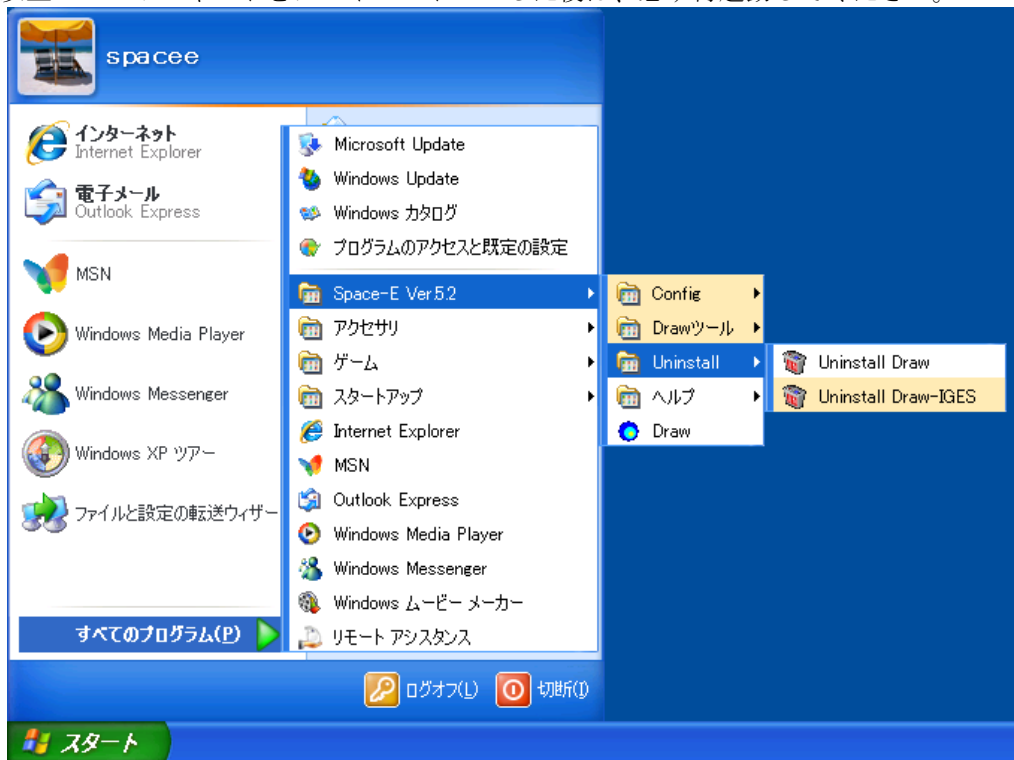 spacee
インターネット
Internet Explorer
電子メール
Outlook Express
MSN
Windows Media Player
Windows Messenger
Windows XP ツアー
ファイルと設定の転送ウィザー
すべてのプログラム(P)
Microsoft Update
Windows Update
Windows カタログ
プログラムのアクセスと既定の設定
Space-E Ver.5.2
アクセサリ
ゲーム
スタートアップ
Internet Explorer
MSN
Outlook Express
Windows Media Player
Windows Messenger
Windows ムービー メーカー
リモート アシスタンス
Config
Drawツール
Uninstall
ヘルプ
Draw
Uninstall Draw
Uninstall Draw-IGES
ログオフ(L)
切断(I)
スタート